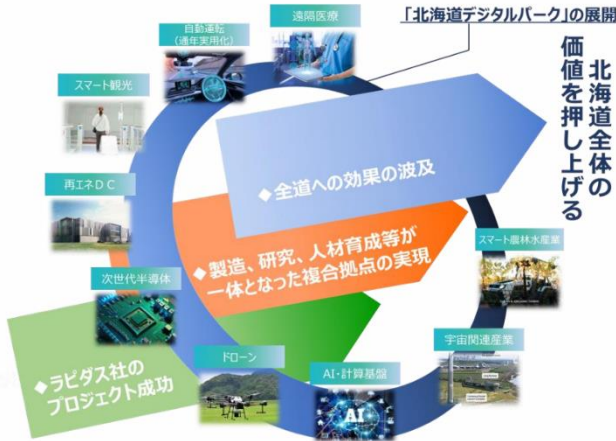 「北海道デジタルパーク」の展開
北海道全体の
価値を押し上げる
遠隔医療
自動運転
(通年実用化)
スマート観光
再エネDC
次世代半導体
ドローン
AI・計算基盤
AI
宇宙関連産業
スマート農林水産業
◆全道への効果の波及
◆製造、研究、人材育成等が
一体となった複合拠点の実現
◆ラピダス社の
プロジェクト成功